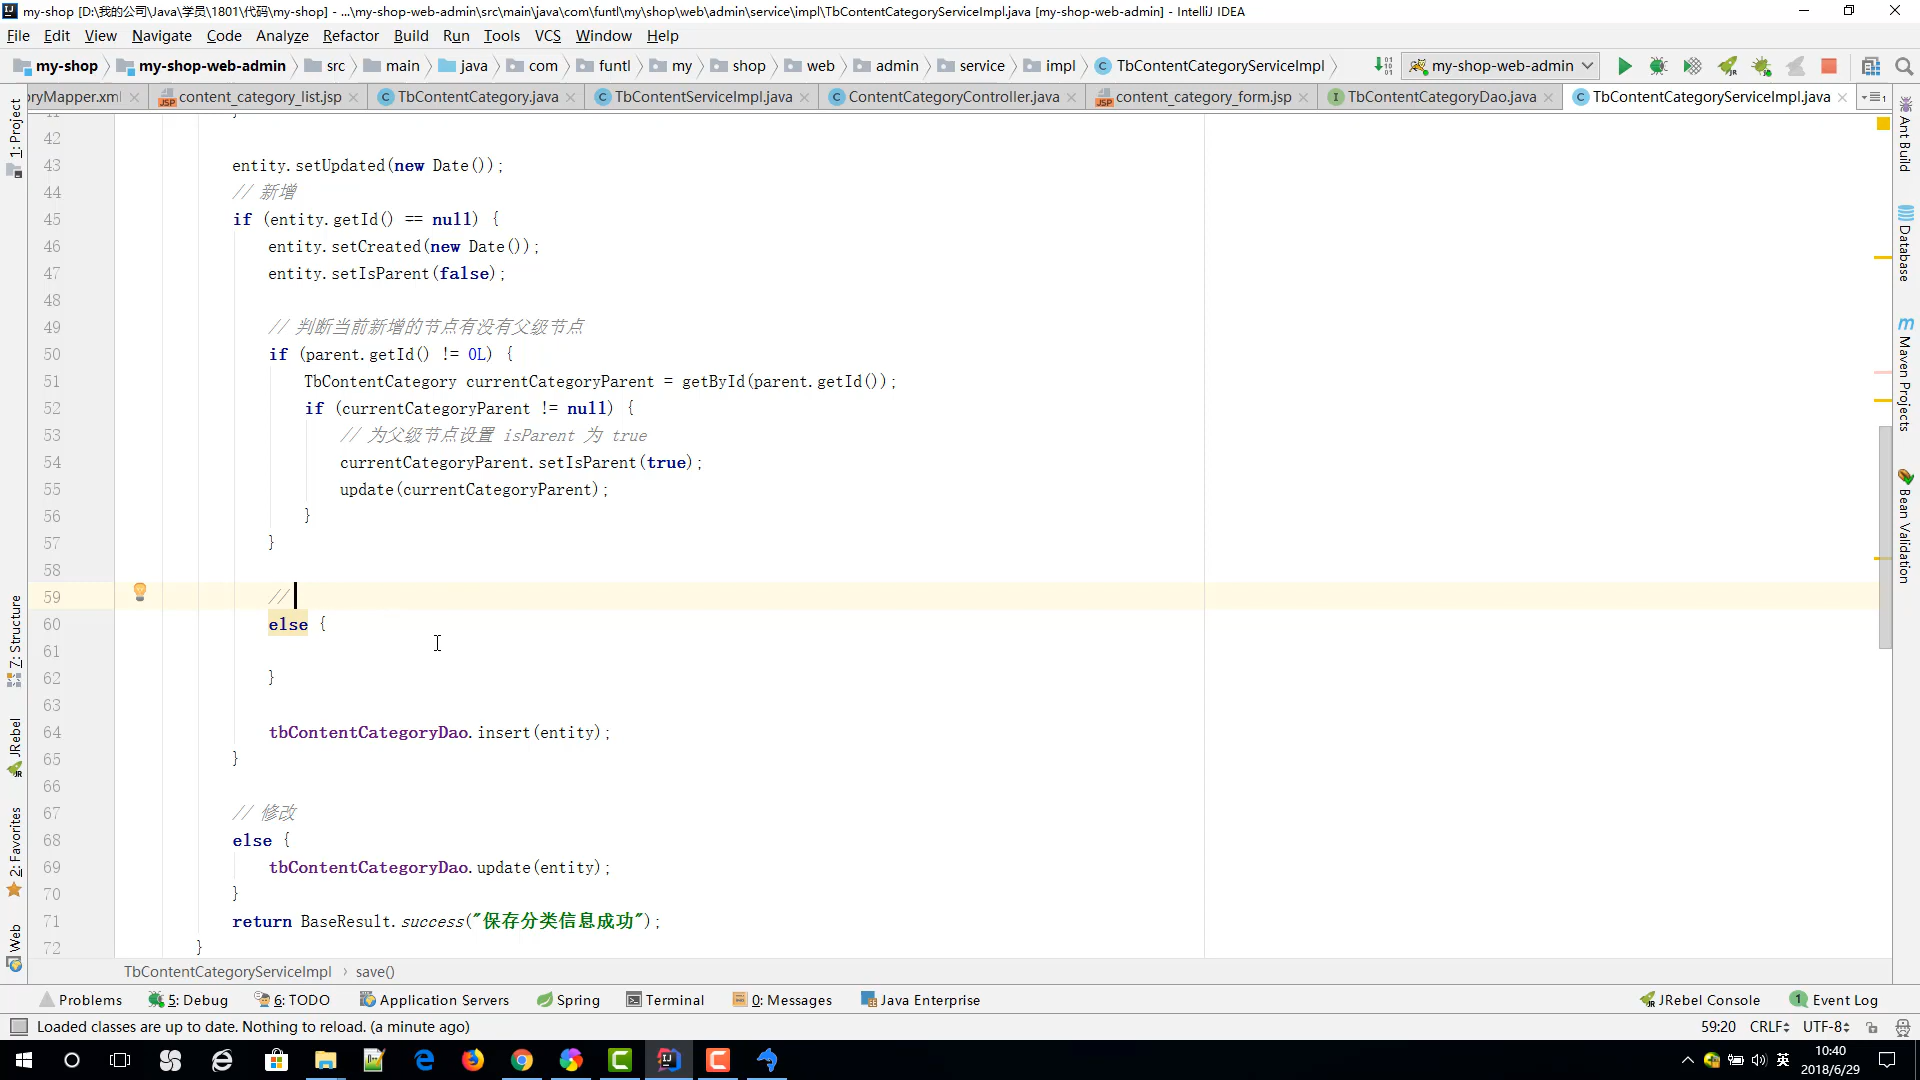 my-shop [D:\我的公司\Java\学员\1801\代码\my-shop] - ...\my-shop-web-admin\src\main\java\com\funtl\my\shop\web\admin\service\impl\TbContentCategoryServiceImpl.java [my-shop-web-admin] - IntelliJ IDEA
File Edit View Navigate Code Analyze Refactor Build Run Tools VCS Window Help
my-shop my-shop-web-admin src main java com funtl my shop web admin service impl TbContentCategoryServiceImpl my-shop-web-admin
oryMapper.xml content_category_list.jsp TbContentCategory.java TbContentServiceImpl.java ContentCategoryController.java content_category_form.jsp TbContentCategoryDao.java TbContentCategoryServiceImpl.java
1: Project
7: Structure
JRebel
2: Favorites
Web
42
43 entity.setUpdated(new Date());
44 // 新增
45 if (entity.getId() == null) {
46 entity.setCreated(new Date());
47 entity.setIsParent(false);
48
49 // 判断当前新增的节点有没有父级节点
50 if (parent.getId() != 0L) {
51 TbContentCategory currentCategoryParent = getById(parent.getId());
52 if (currentCategoryParent != null) {
53 // 为父级节点设置 isParent 为 true
54 currentCategoryParent.setIsParent(true);
55 update(currentCategoryParent);
56 }
57 }
58
59 //
60 else {
61
62 }
63
64 tbContentCategoryDao.insert(entity);
65 }
66
67 // 修改
68 else {
69 tbContentCategoryDao.update(entity);
70 }
71 return BaseResult.success("保存分类信息成功");
72 }
Ant Build
Database
Maven Projects
Bean Validation
TbContentCategoryServiceImpl › save()
Problems 5: Debug 6: TODO Application Servers Spring Terminal 0: Messages Java Enterprise JRebel Console 1 Event Log
Loaded classes are up to date. Nothing to reload. (a minute ago) 59:20 CRLF UTF-8
英 10:40
2018/6/29